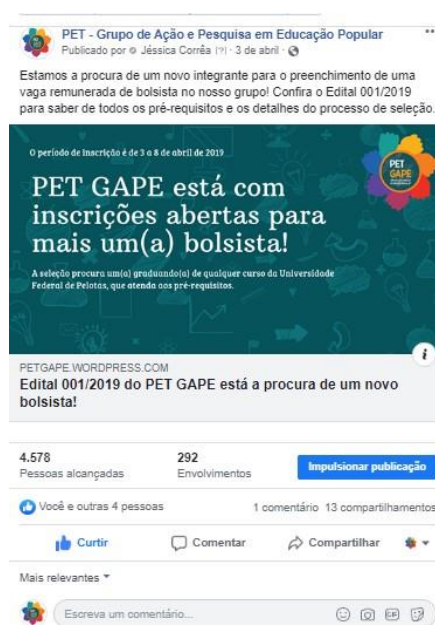 PET - Grupo de Ação e Pesquisa em Educação Popular
Publicado por Jéssica Corrêa [?] · 3 de abril ·
Estamos a procura de um novo integrante para o preenchimento de uma
vaga remunerada de bolsista no nosso grupo! Confira o Edital 001/2019
para saber de todos os pré-requisitos e os detalhes do processo de seleção.
O período de inscrição é de 3 a 8 de abril de 2019
PET
GAPE
PET GAPE está com
inscrições abertas para
mais um(a) bolsista!
A seleção procura um(a) graduando(a) de qualquer curso da Universidade
Federal de Pelotas, que atenda aos pré-requisitos.
PETGAPE.WORDPRESS.COM
Edital 001/2019 do PET GAPE está a procura de um novo
bolsista!
4.578 292
Pessoas alcançadas Envolvimentos Impulsionar publicação
Você e outras 4 pessoas 1 comentário 13 compartilhamentos
Curtir Comentar Compartilhar
Mais relevantes
Escreva um comentário... GIF